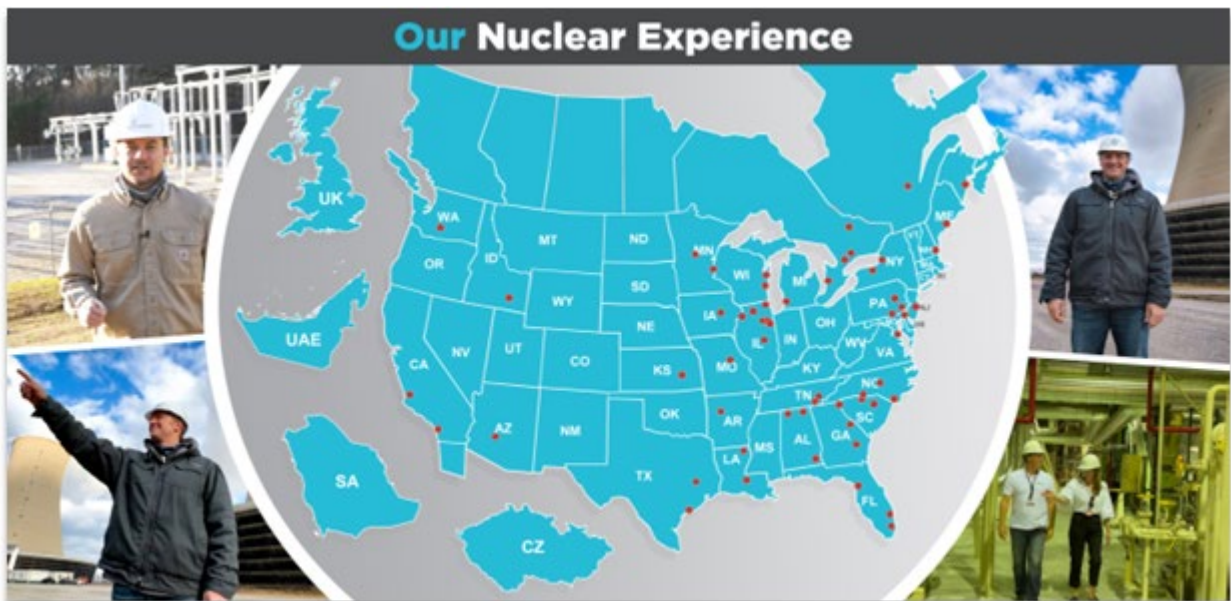 Our Nuclear Experience
UK
UAE
SA
CZ
WA
OR
ID
MT
ND
MN
SD
WY
NE
IA
WI
MI
NY
ME
VT
PA
OH
IN
IL
CA
NV
UT
CO
KS
MO
KY
WV
VA
AZ
NM
OK
AR
TN
NC
SC
TX
LA
MS
AL
GA
FL